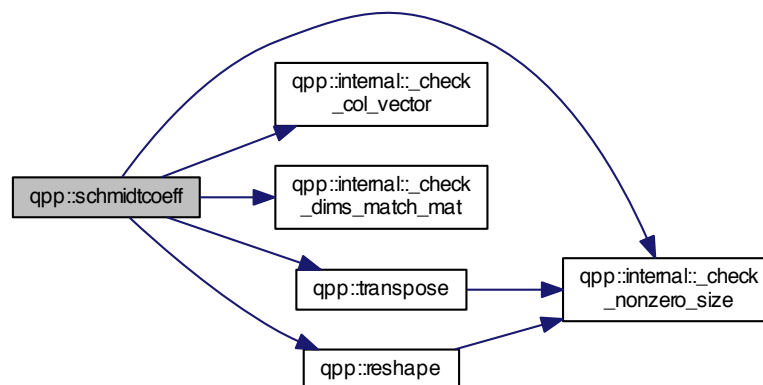 qpp::internal::_check
_col_vector
qpp::schmidtcoeff
qpp::internal::_check
_dims_match_mat
qpp::transpose
qpp::internal::_check
_nonzero_size
qpp::reshape